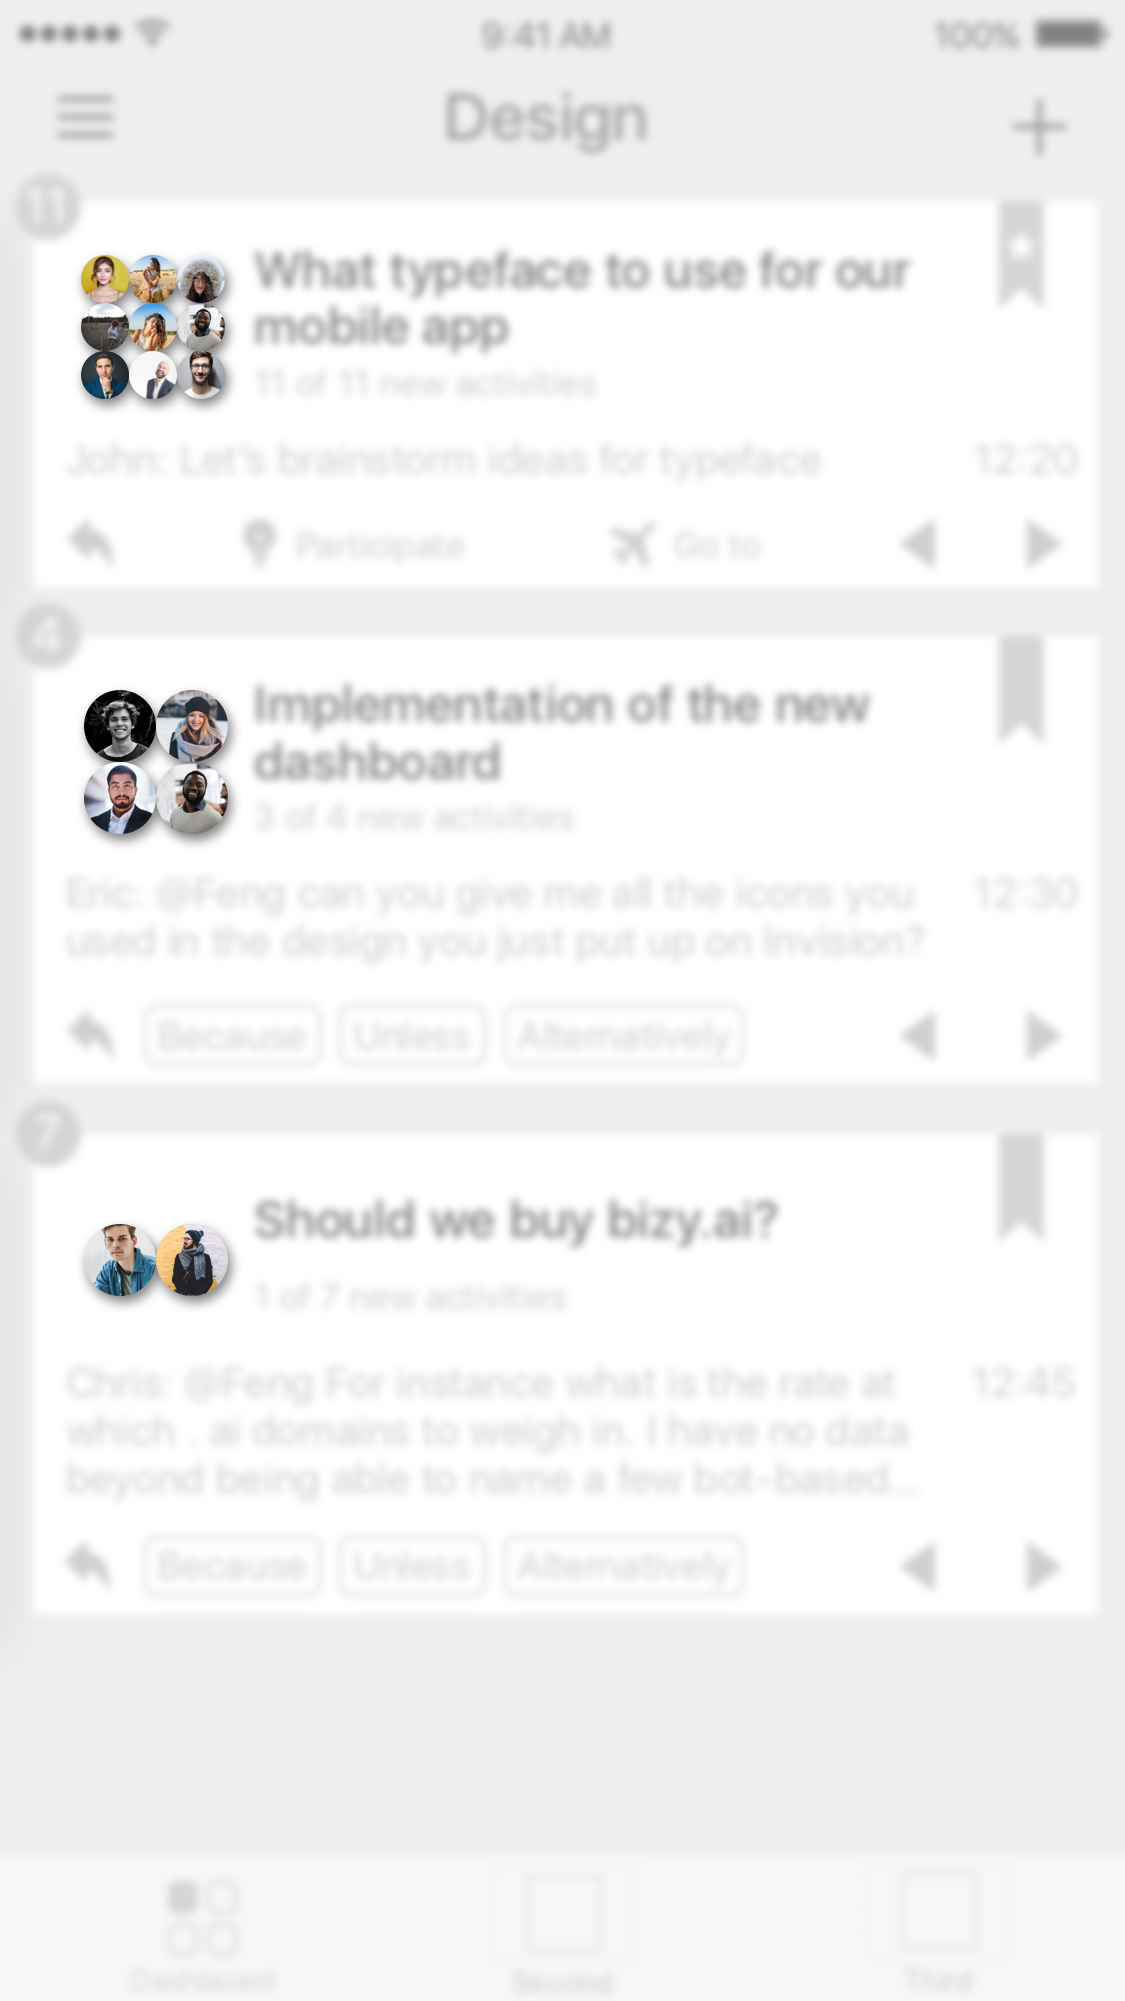 9:41 AM
100%
Design
11
What typeface to use for our
mobile app
11 of 11 new activities
John: Let's brainstorm ideas for typeface
12:20
Participate
Go to
4
Implementation of the new
dashboard
3 of 4 new activities
Eric: @Feng can you give me all the icons you
12:30
used in the design you just put up on Invision?
Because
Unless
Alternatively
7
Should we buy bizy.ai?
1 of 7 new activities
Chris: @Feng For instance what is the rate at
12:45
which . ai domains to weigh in. I have no data
beyond being able to name a few bot-based...
Because
Unless
Alternatively
Dashboard
Second
Third